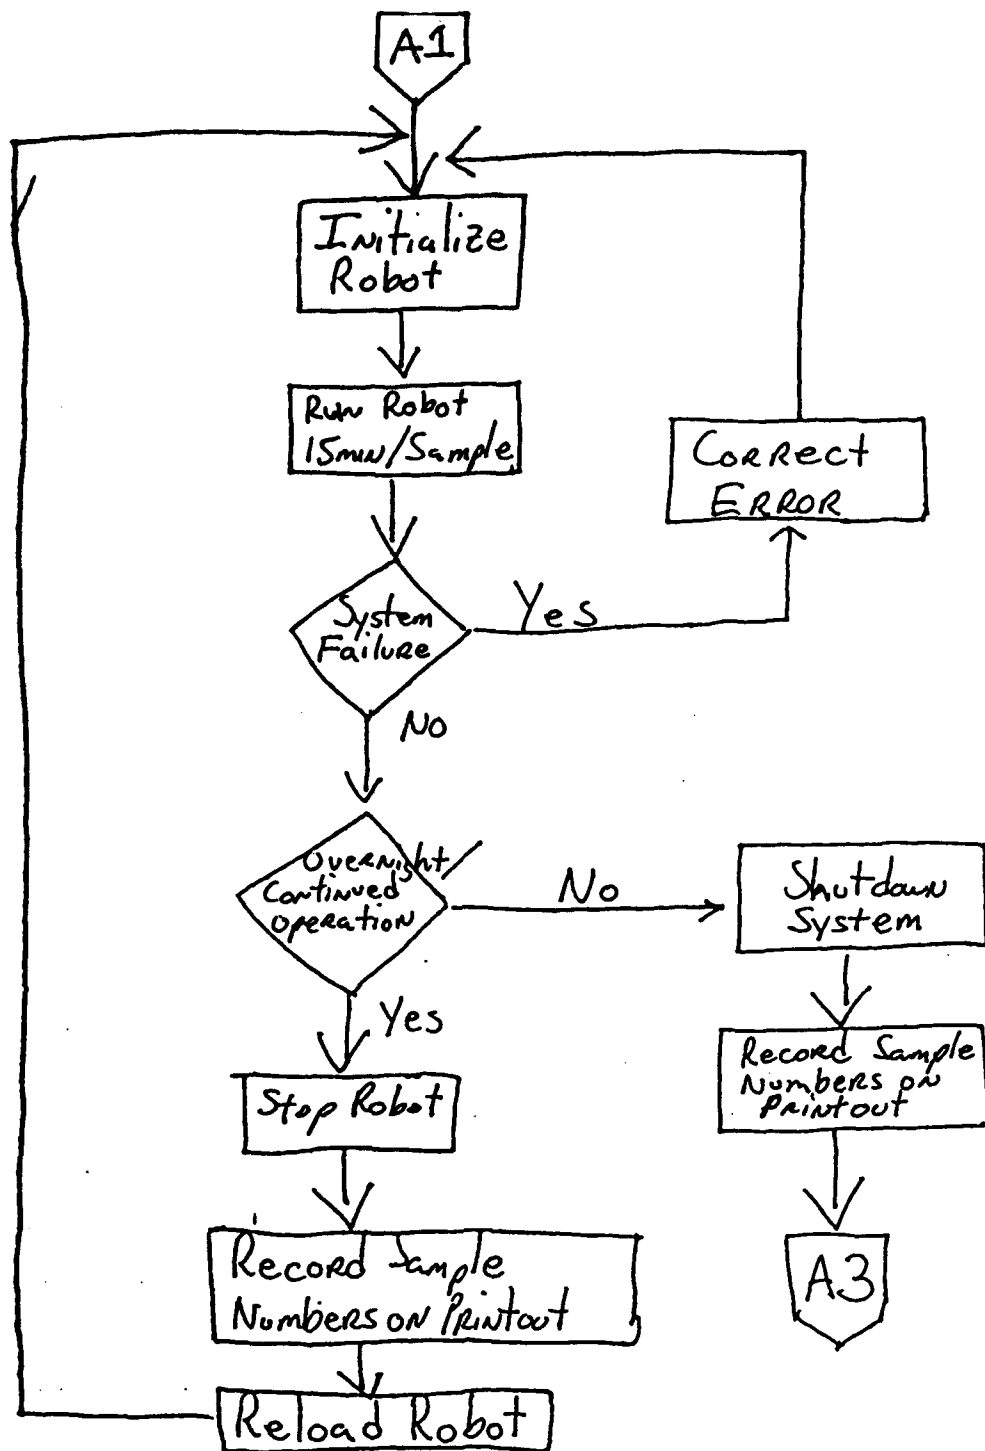 A1
Initialize
Robot
Run Robot
15min/Sample
Correct
Error
System
Failure
Yes
No
Overnight/
Continued
Operation
No
Shutdown
System
Yes
Record Sample
Numbers on
Printout
Stop Robot
A3
Record Sample
Numbers on Printout
Reload Robot